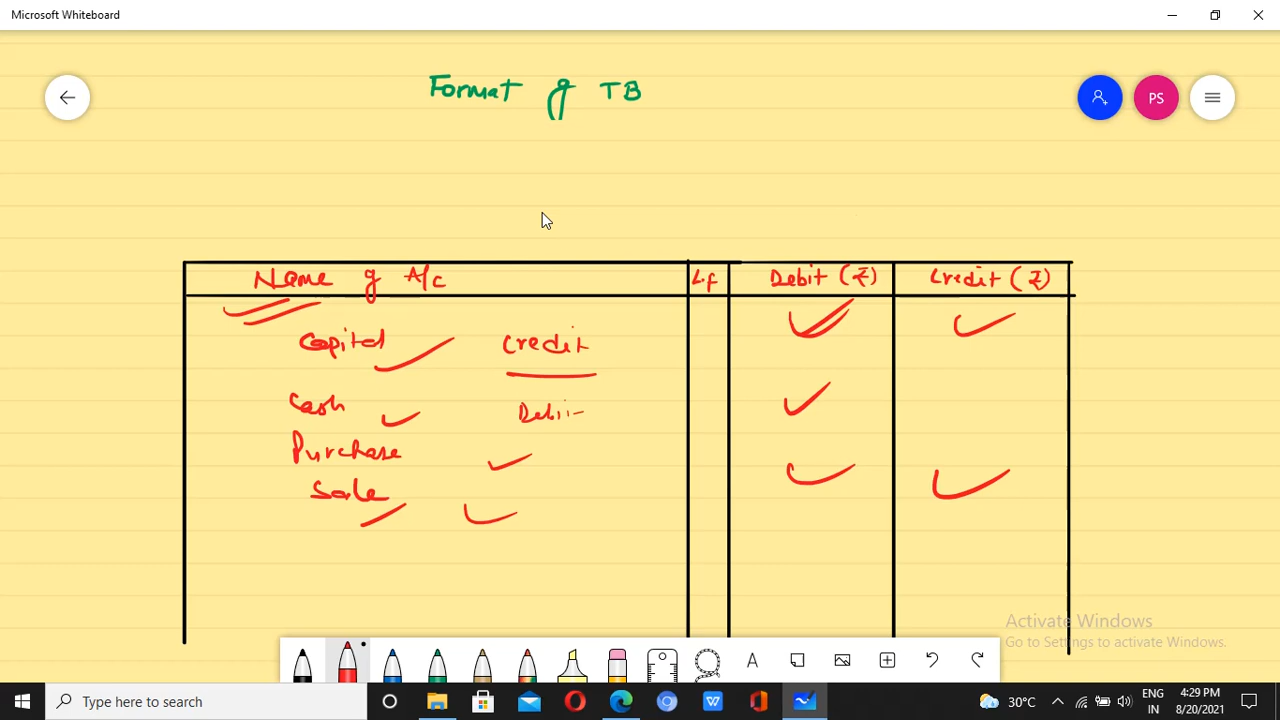 Microsoft Whiteboard
Format of TB
PS
Name of A/c L.f Debit (₹) Credit (₹)
Capital Credit
Cash Debit
Purchase
Sale
Activate Windows
Go to Settings to activate Windows.
Type here to search
30°C
ENG
IN
4:29 PM
8/20/2021